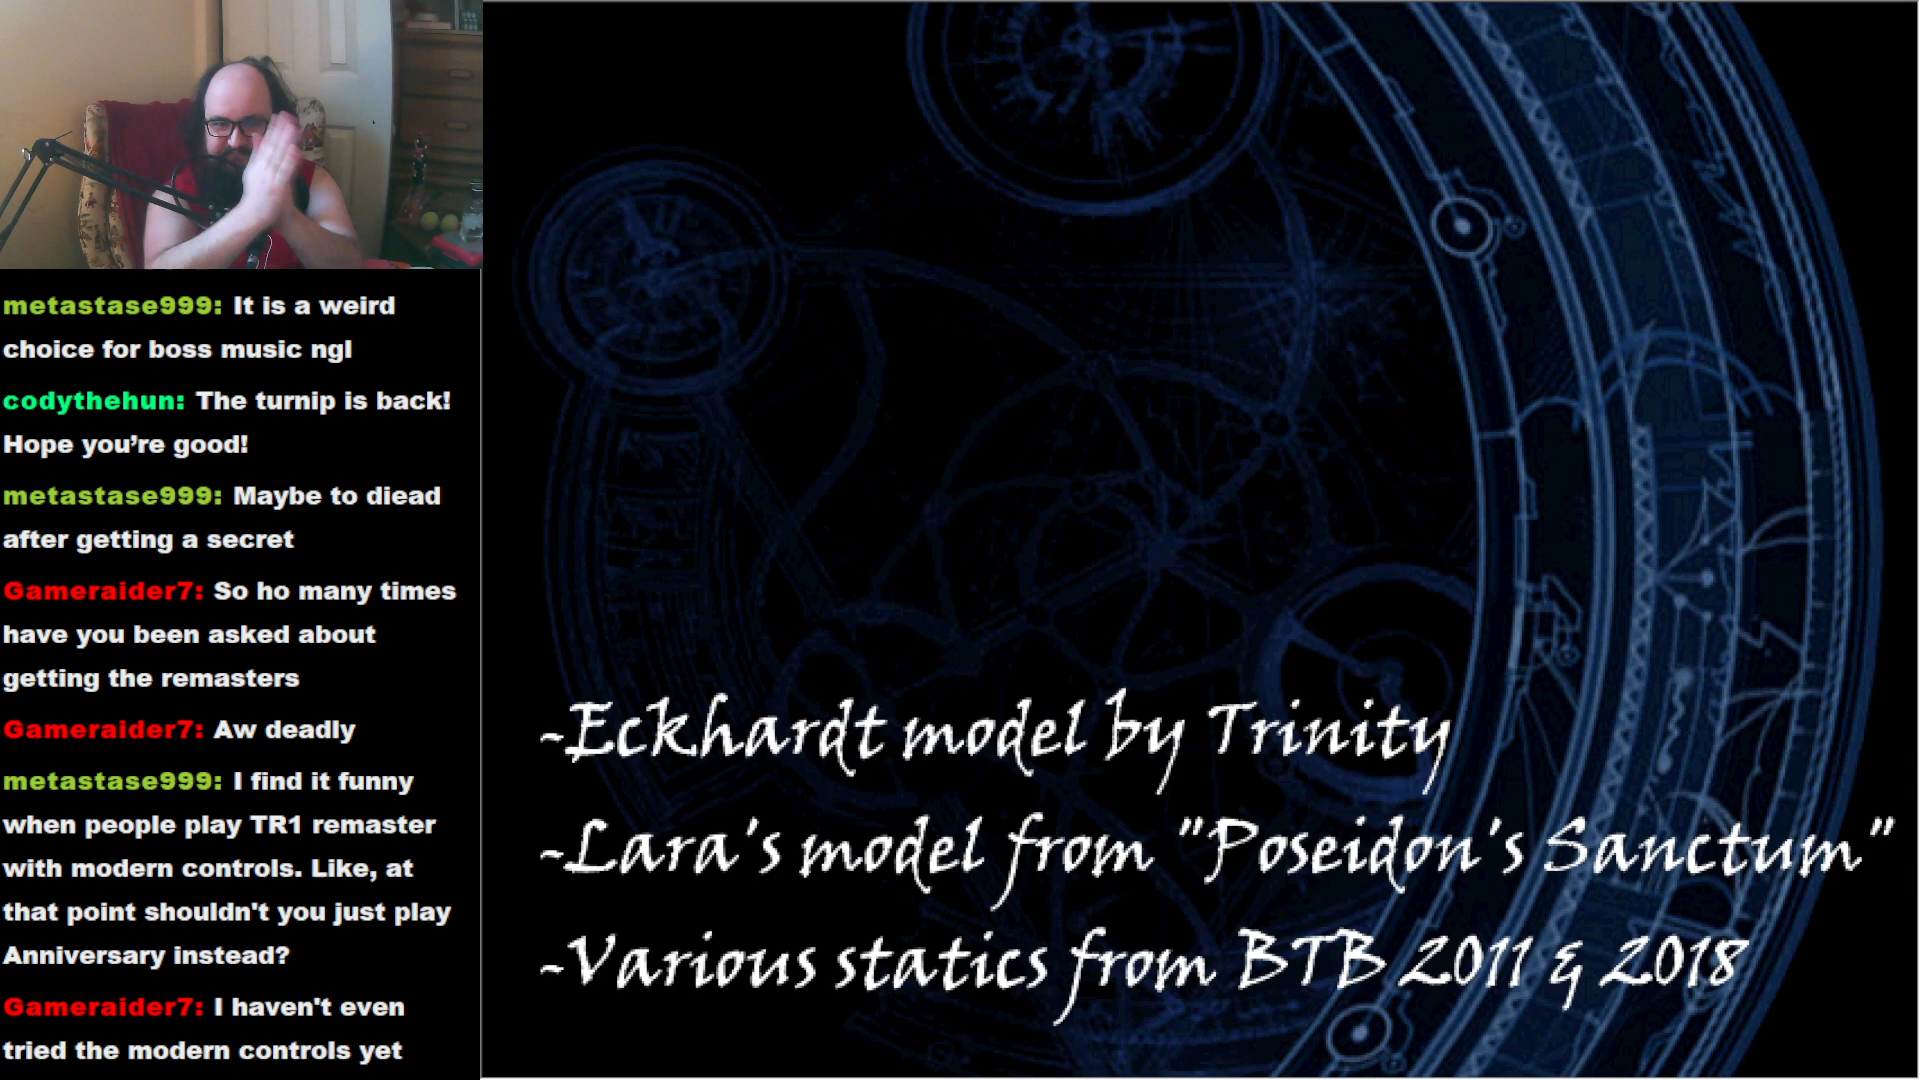 metastase999: It is a weird
choice for boss music ngl
codythehun: The turnip is back!
Hope you’re good!
metastase999: Maybe to diead
after getting a secret
Gameraider7: So ho many times
have you been asked about
getting the remasters
Gameraider7: Aw deadly
metastase999: I find it funny
when people play TR1 remaster
with modern controls. Like, at
that point shouldn't you just play
Anniversary instead?
Gameraider7: I haven't even
tried the modern controls yet
-Eckhardt model by Trinity
-Lara's model from "Poseidon's Sanctum"
-Various statics from BTB 2011 & 2018